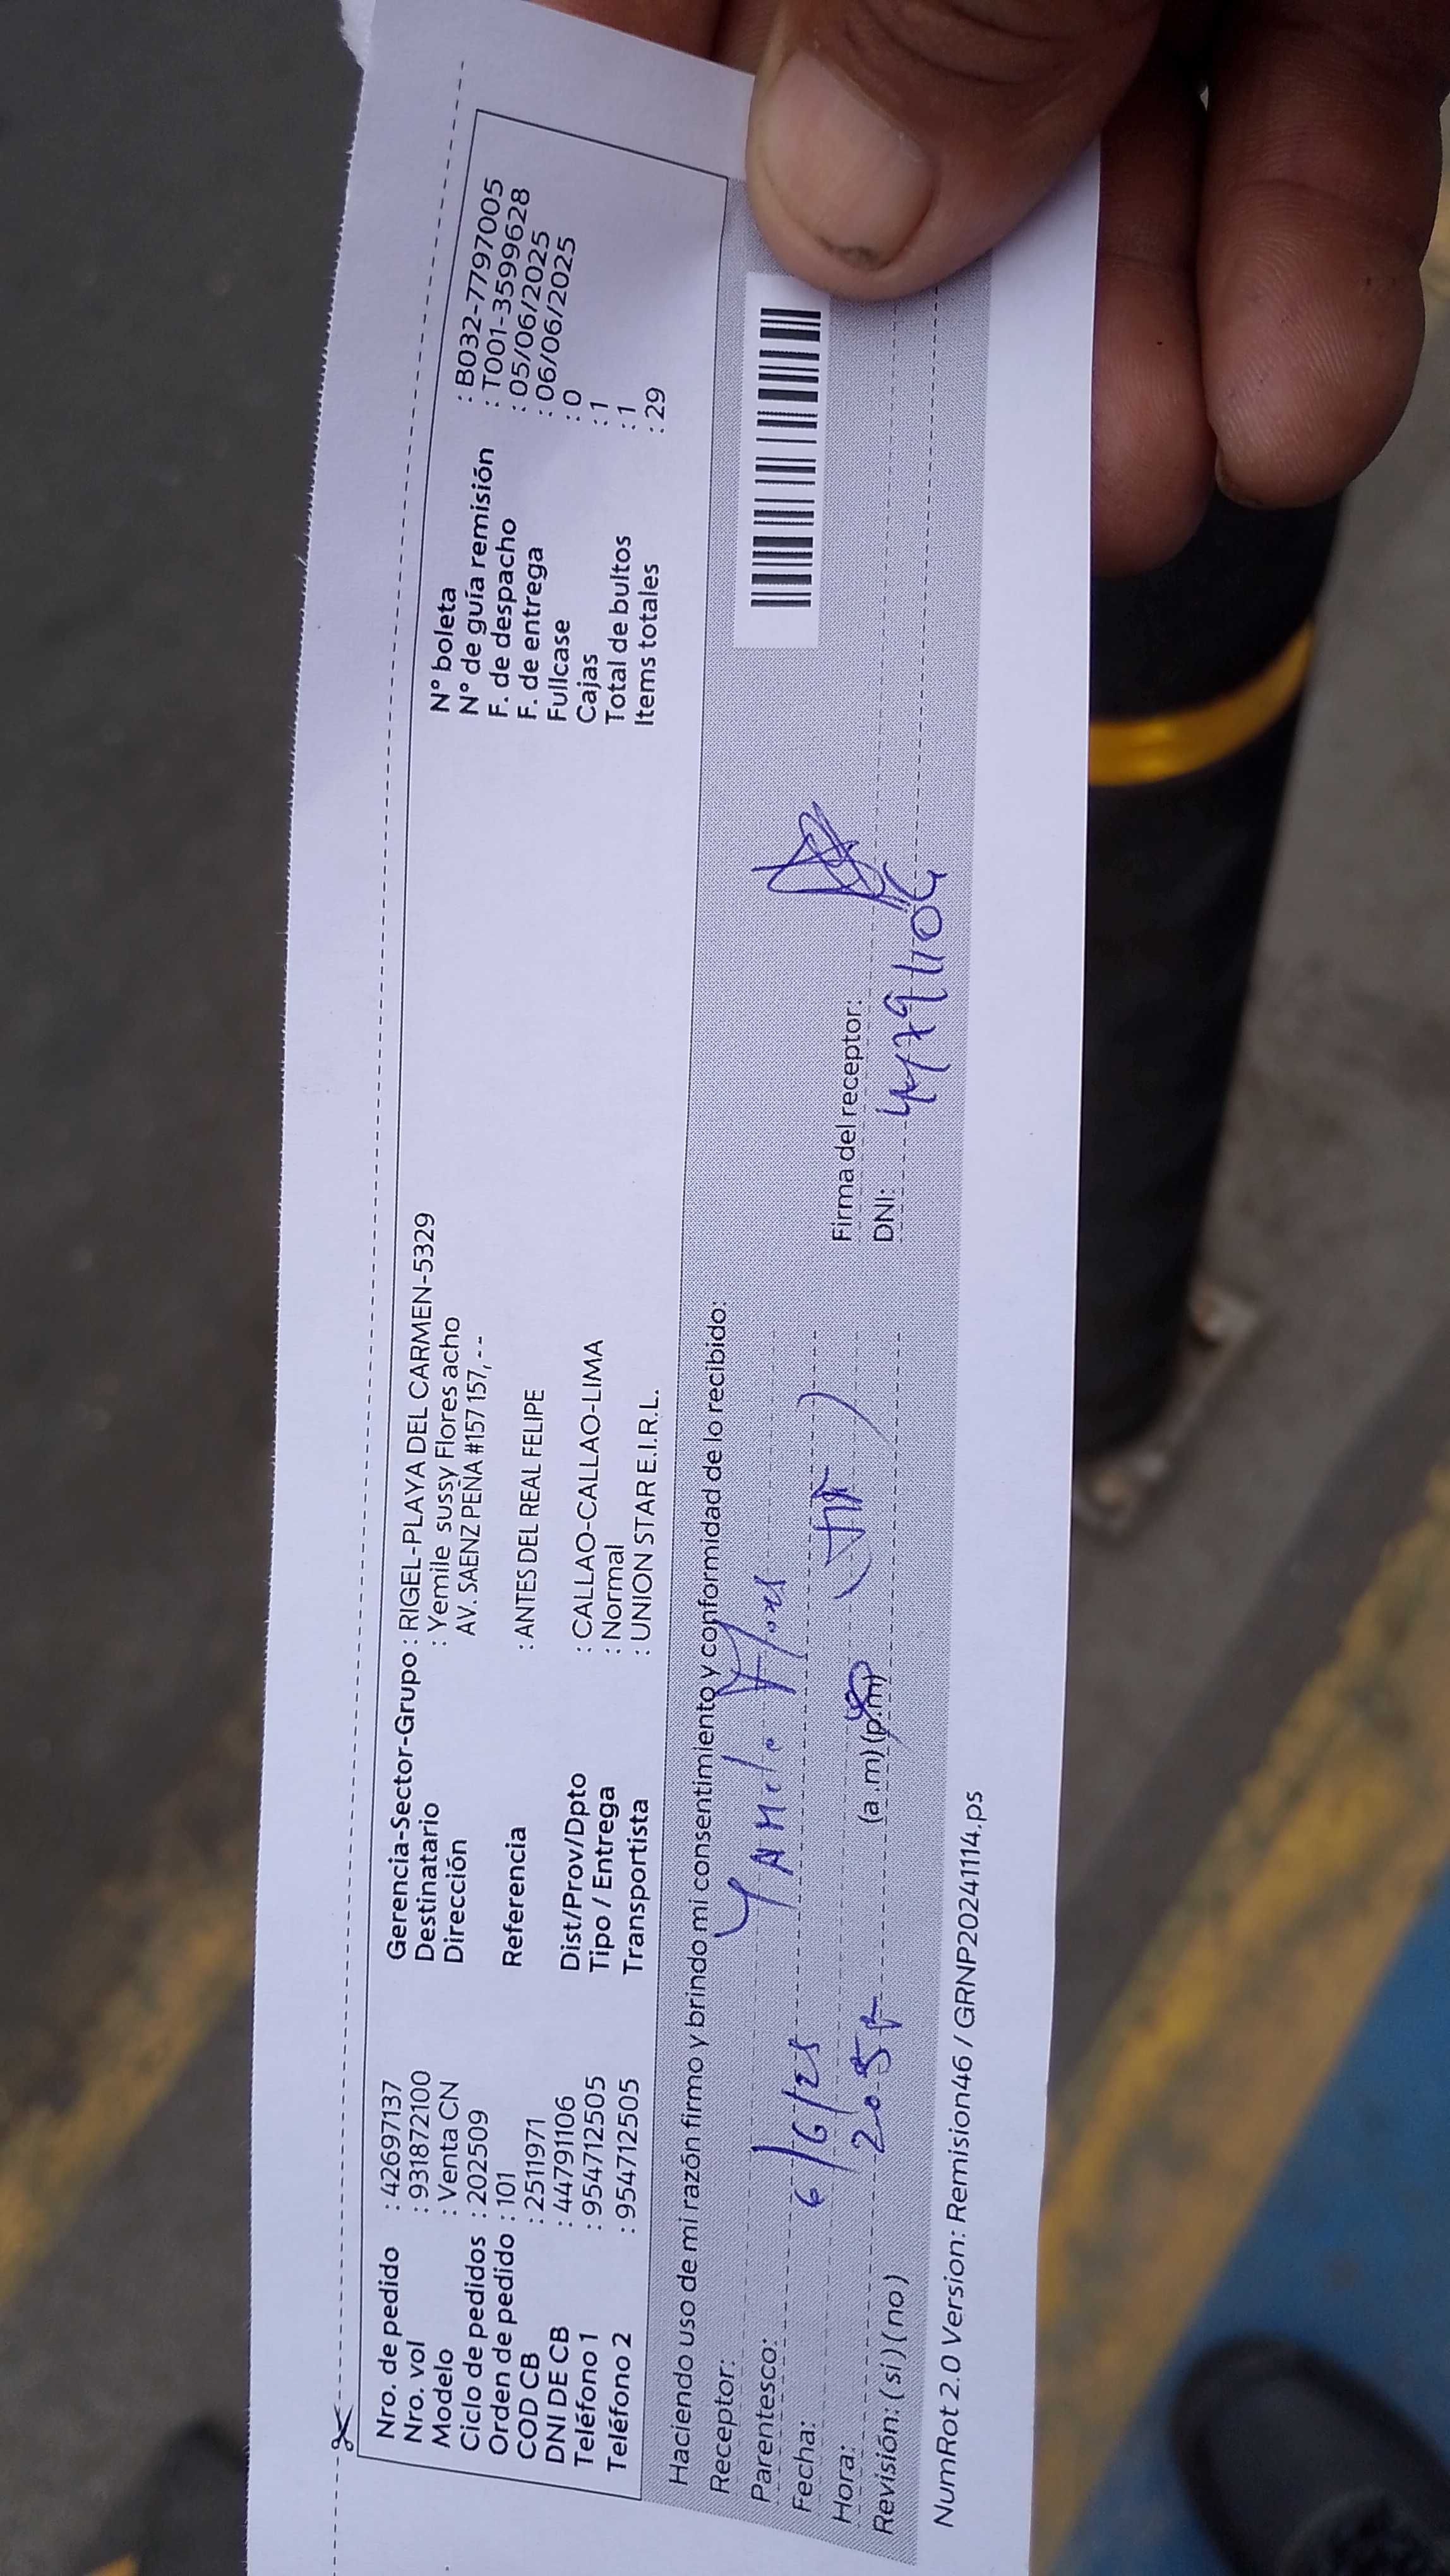 Nro. de pedido : 42697137
Nro. vol : 931872100
Modelo : Venta CN
Ciclo de pedidos : 202509
Orden de pedido : 101
COD CB : 2511971
DNI DE CB : 44791106
Teléfono 1 : 954712505
Teléfono 2 : 954712505
Gerencia-Sector-Grupo : RIGEL-PLAYA DEL CARMEN-5329
Destinatario : Yemile sussy Flores acho
Dirección AV. SAENZ PEÑA #157 157, - -
Referencia : ANTES DEL REAL FELIPE
Dist/Prov/Dpto : CALLAO-CALLAO-LIMA
Tipo / Entrega : Normal
Transportista : UNION STAR E.I.R.L.
N° boleta : B032-7797005
N° de guía remisión : T001-3599628
F. de despacho : 05/06/2025
F. de entrega : 06/06/2025
Fullcase : 0
Cajas : 1
Total de bultos : 1
Items totales : 29
Haciendo uso de mi razón firmo y brindo mi consentimiento y conformidad de lo recibido:
Receptor: Flores
Parentesco:
Fecha: 6/6/25
Hora: (a.m) (p.m)
Revisión: (si) (no)
Firma del receptor:
DNI: 44791106
NumRot 2.0 Version: Remision46 / GRNP20241114.ps